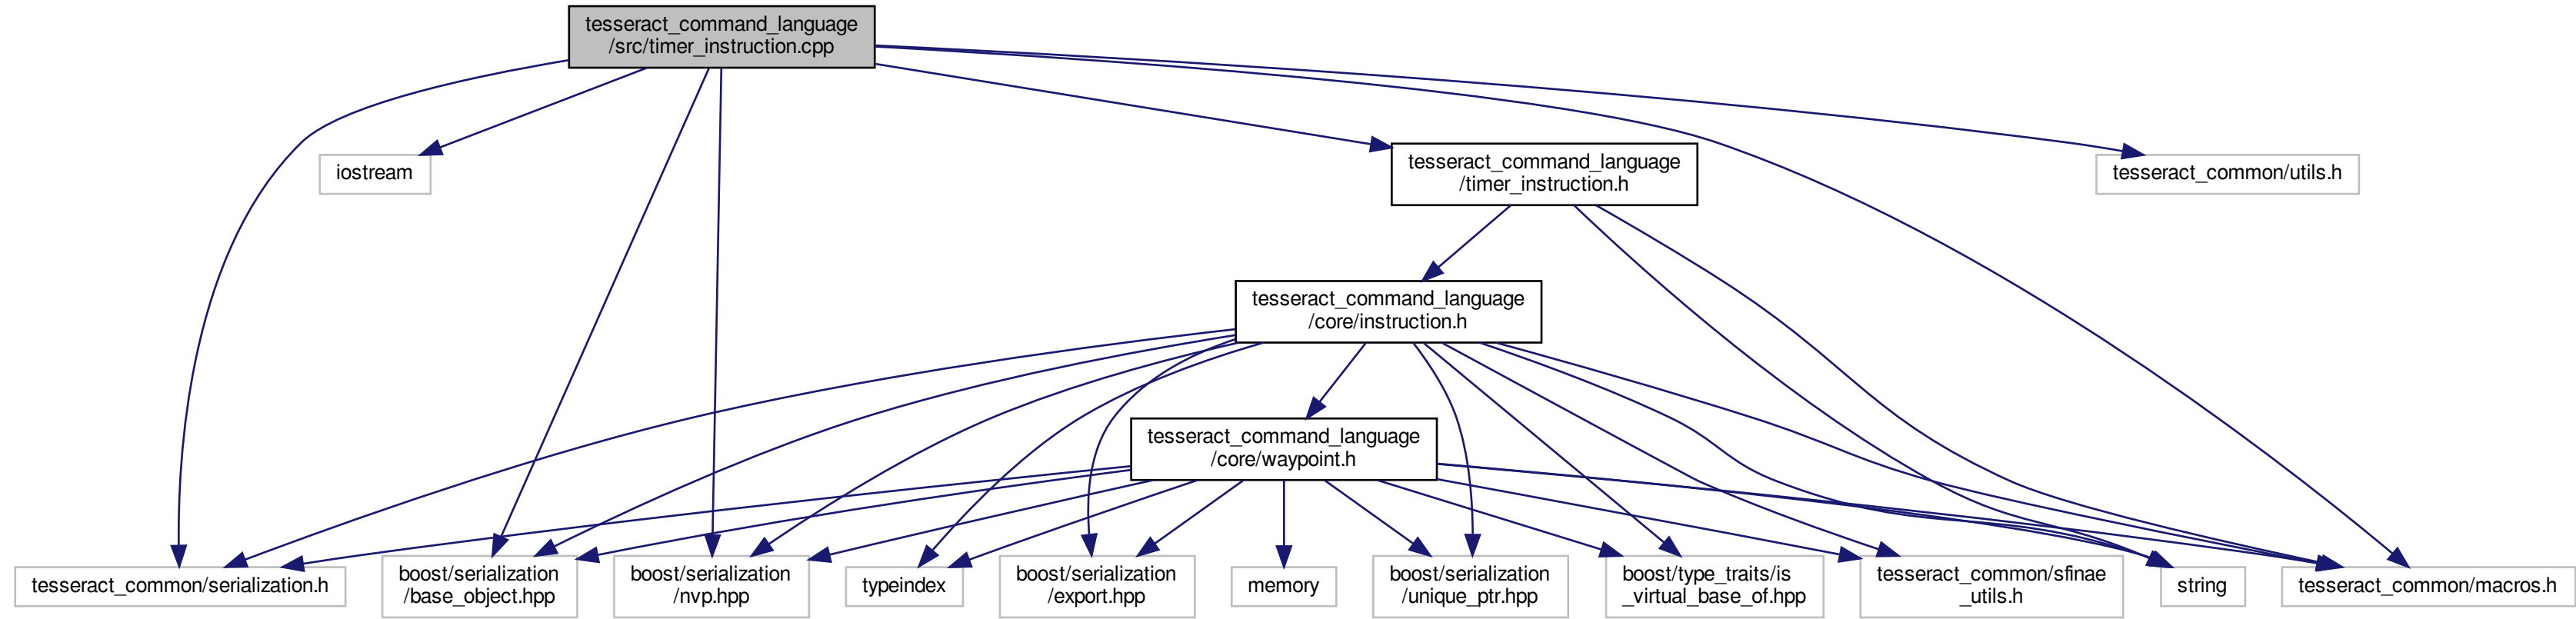 tesseract_command_language
/src/timer_instruction.cpp
iostream
tesseract_command_language
/timer_instruction.h
tesseract_common/utils.h
tesseract_command_language
/core/instruction.h
tesseract_command_language
/core/waypoint.h
tesseract_common/serialization.h
boost/serialization
/base_object.hpp
boost/serialization
/nvp.hpp
typeindex
boost/serialization
/export.hpp
memory
boost/serialization
/unique_ptr.hpp
boost/type_traits/is
_virtual_base_of.hpp
tesseract_common/sfinae
_utils.h
string
tesseract_common/macros.h